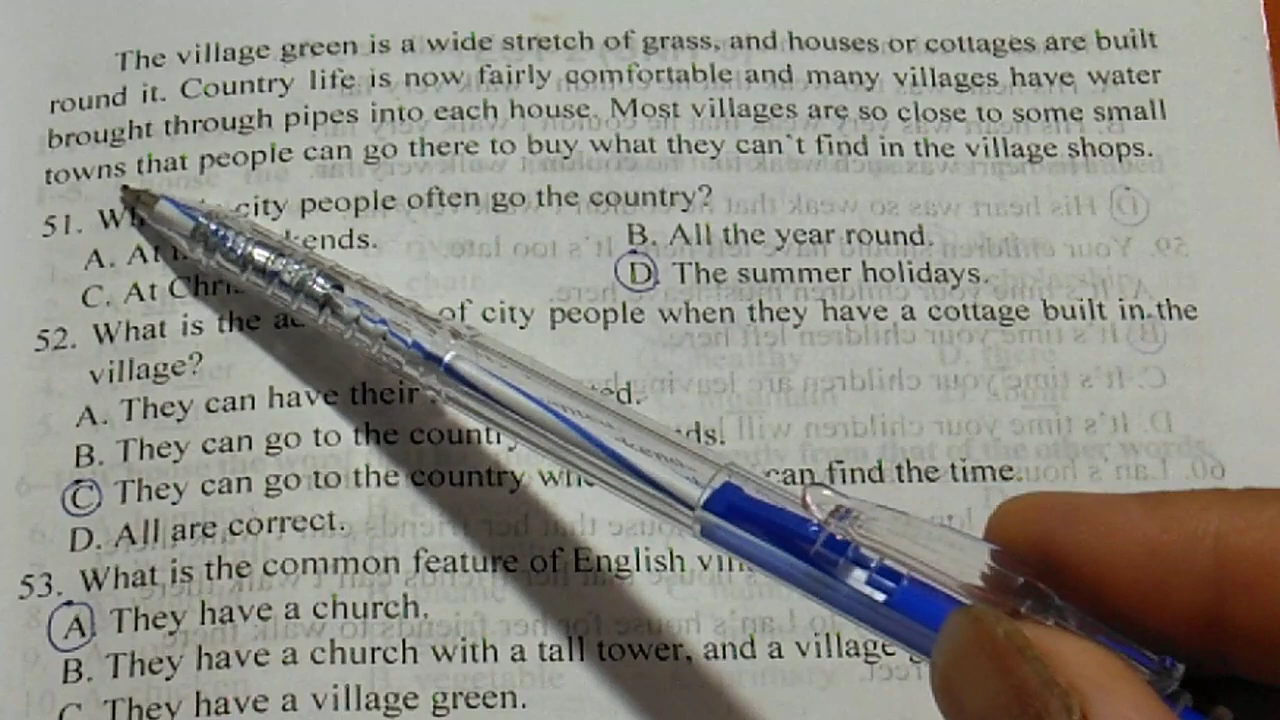 The village green is a wide stretch of grass, and houses or cottages are built
round it. Country life is now fairly comfortable and many villages have water
brought through pipes into each house. Most villages are so close to some small
towns that people can go there to buy what they can't find in the village shops.
51. city people often go the country?
A. At
B. All the year round.
C. At
D. The summer holidays.
52. What is the of city people when they have a cottage built in the
village?
A. They can have their
B. They can go to the
C. They can go to the country can find the time.
D. All are correct.
53. What is the common feature of English
A. They have a church.
B. They have a church with a tall tower, and a village
C. They have a village green.